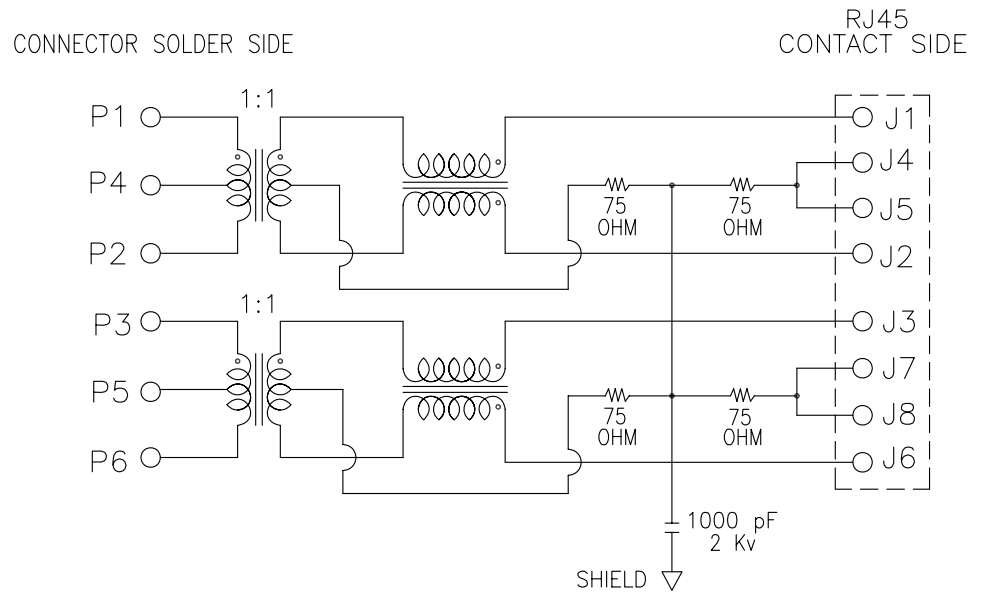 RJ45
CONNECTOR SOLDER SIDE
CONTACT SIDE
1:1
P1
J1
J4
P4
75
OHM
75
OHM
J5
P2
J2
1:1
P3
J3
J7
P5
75
OHM
75
OHM
J8
P6
J6
1000 pF
2 Kv
SHIELD